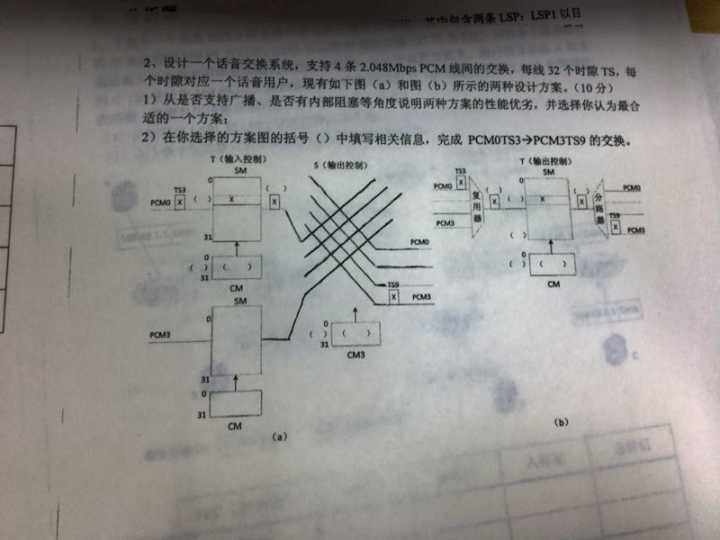 其中包含两条 LSP：LSP1 以目
2、设计一个话音交换系统，支持 4 条 2.048Mbps PCM 线间的交换，每线 32 个时隙 TS，每
个时隙对应一个话音用户，现有如下图（a）和图（b）所示的两种设计方案。（10 分）
1）从是否支持广播、是否有内部阻塞等角度说明两种方案的性能优劣，并选择你认为最合
适的一个方案；
2）在你选择的方案图的括号（）中填写相关信息，完成 PCM0TS3→PCM3TS9 的交换。
T（输入控制）
SM
S（输出控制）
T（输入控制）
SM
0
TS3
PCM0 X ( ) X ( ) X
31
0
( ) ( )
31
CM
SM
0
PCM3
31
0
31
CM
PCM0
TS9
X PCM3
0
( ) ( )
31
CM3
(a)
TS3
PCM0 X
PCM3
复用器
( ) X ( )
0
X
( )
( ) X
分路器
PCM0
TS9
X PCM3
0
( ) ( )
( )
CM
(b)